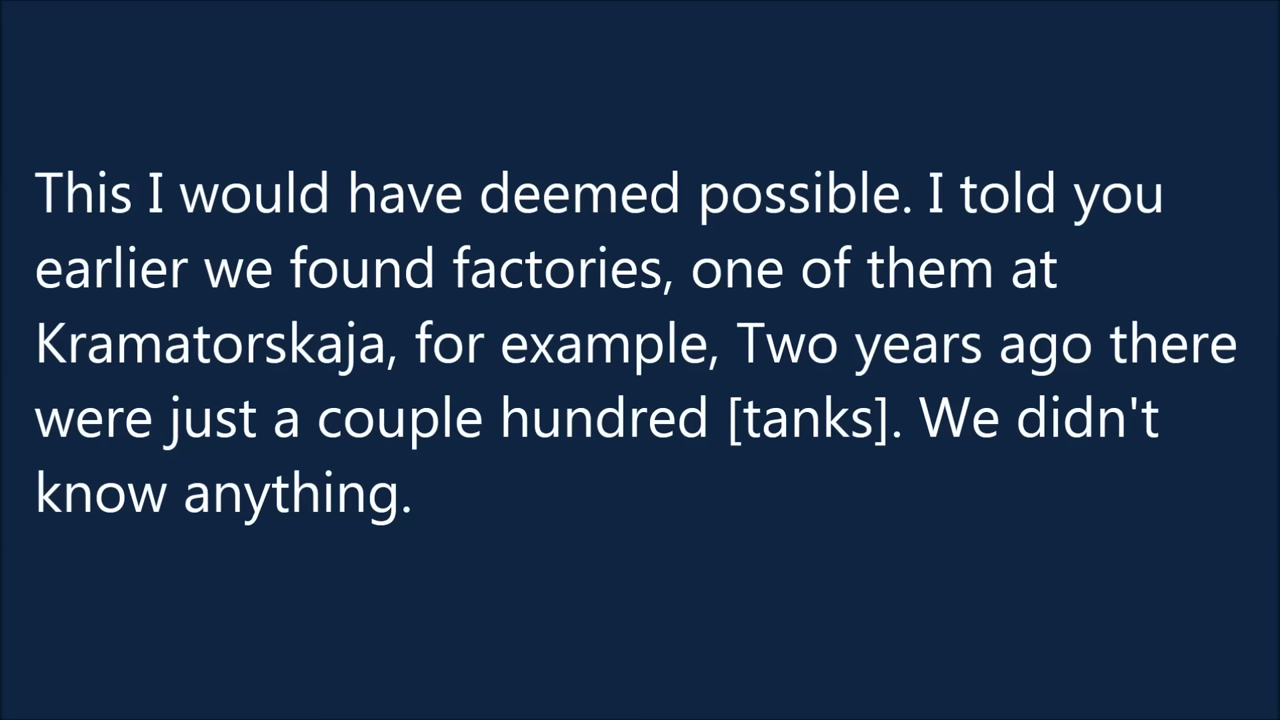 This I would have deemed possible. I told you
earlier we found factories, one of them at
Kramatorskaja, for example, Two years ago there
were just a couple hundred [tanks]. We didn't
know anything.